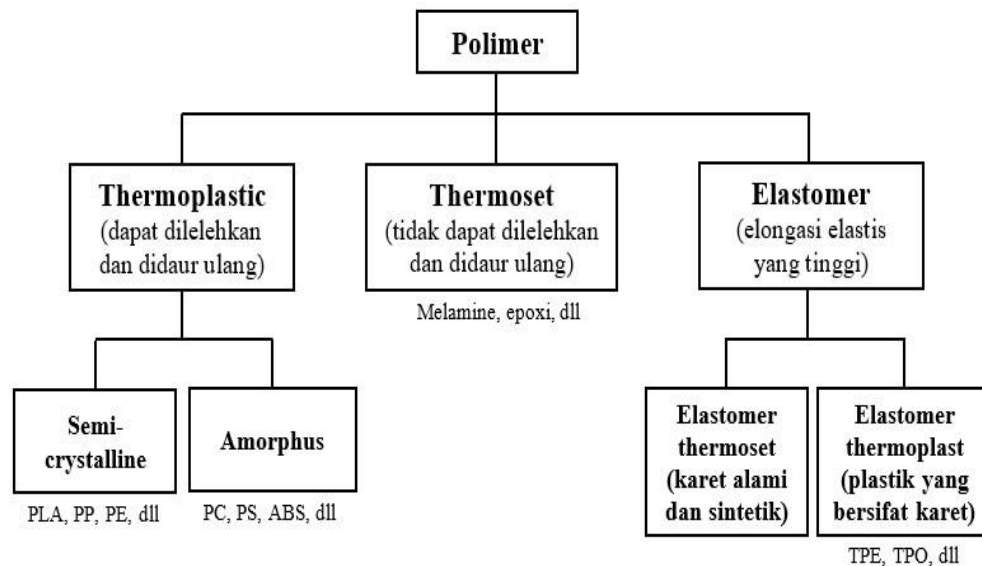 Polimer
Thermoplastic
(dapat dilelehkan
dan didaur ulang)
Thermoset
(tidak dapat dilelehkan
dan didaur ulang)
Elastomer
(elongasi elastis
yang tinggi)
Melamine, epoxi, dll
Semi-
crystalline
Amorphus
Elastomer
thermoset
(karet alami
dan sintetik)
Elastomer
thermoplast
(plastik yang
bersifat karet)
PLA, PP, PE, dll
PC, PS, ABS, dll
TPE, TPO, dll